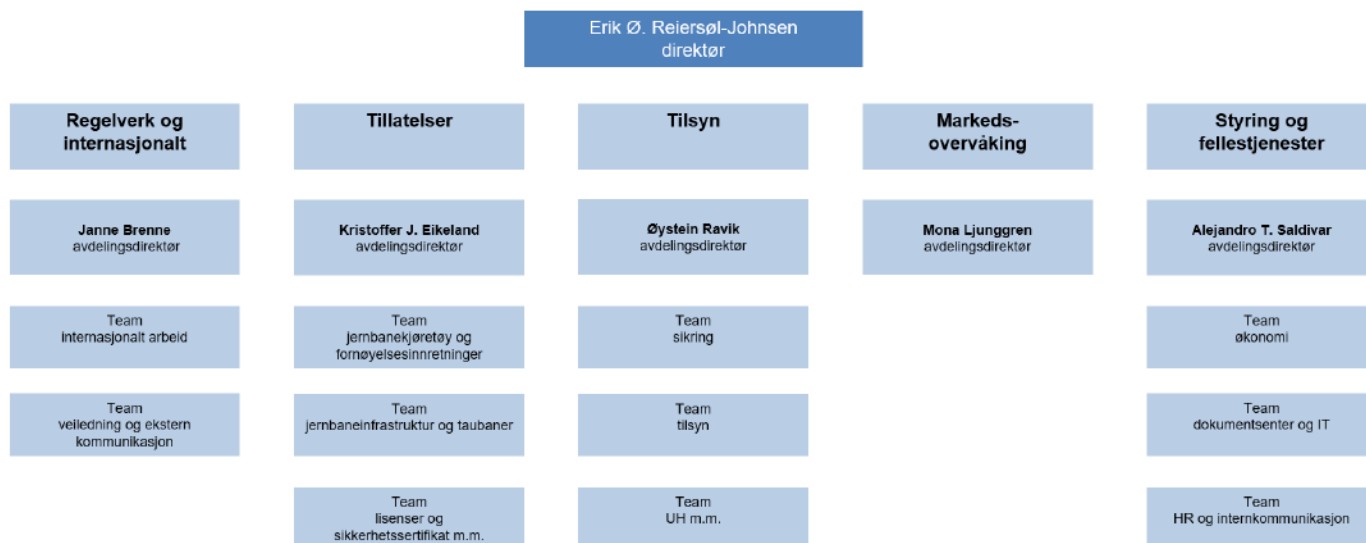 Erik Ø. Reiersøl-Johnsen
direktør
Regelverk og
internasjonalt
Tillatelser
Tilsyn
Markeds-
overvåking
Styring og
fellestjenester
Janne Brenne
avdelingsdirektør
Kristoffer J. Eikeland
avdelingsdirektør
Øystein Ravik
avdelingsdirektør
Mona Ljunggren
avdelingsdirektør
Alejandro T. Saldivar
avdelingsdirektør
Team
internasjonalt arbeid
Team
jernbanekjøretøy og
fornøyelsesinnretninger
Team
sikring
Team
økonomi
Team
veiledning og ekstern
kommunikasjon
Team
jernbaneinfrastruktur og taubaner
Team
tilsyn
Team
dokumentsenter og IT
Team
lisenser og
sikkerhetssertifikat m.m.
Team
UH m.m.
Team
HR og internkommunikasjon